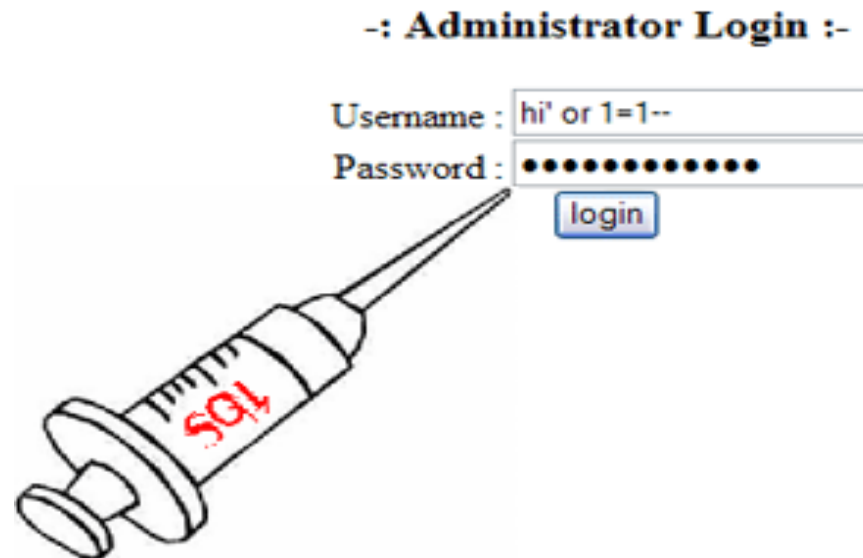 -: Administrator Login :-
Username : hi' or 1=1--
Password : ●●●●●●●●●●●●
login
SQL